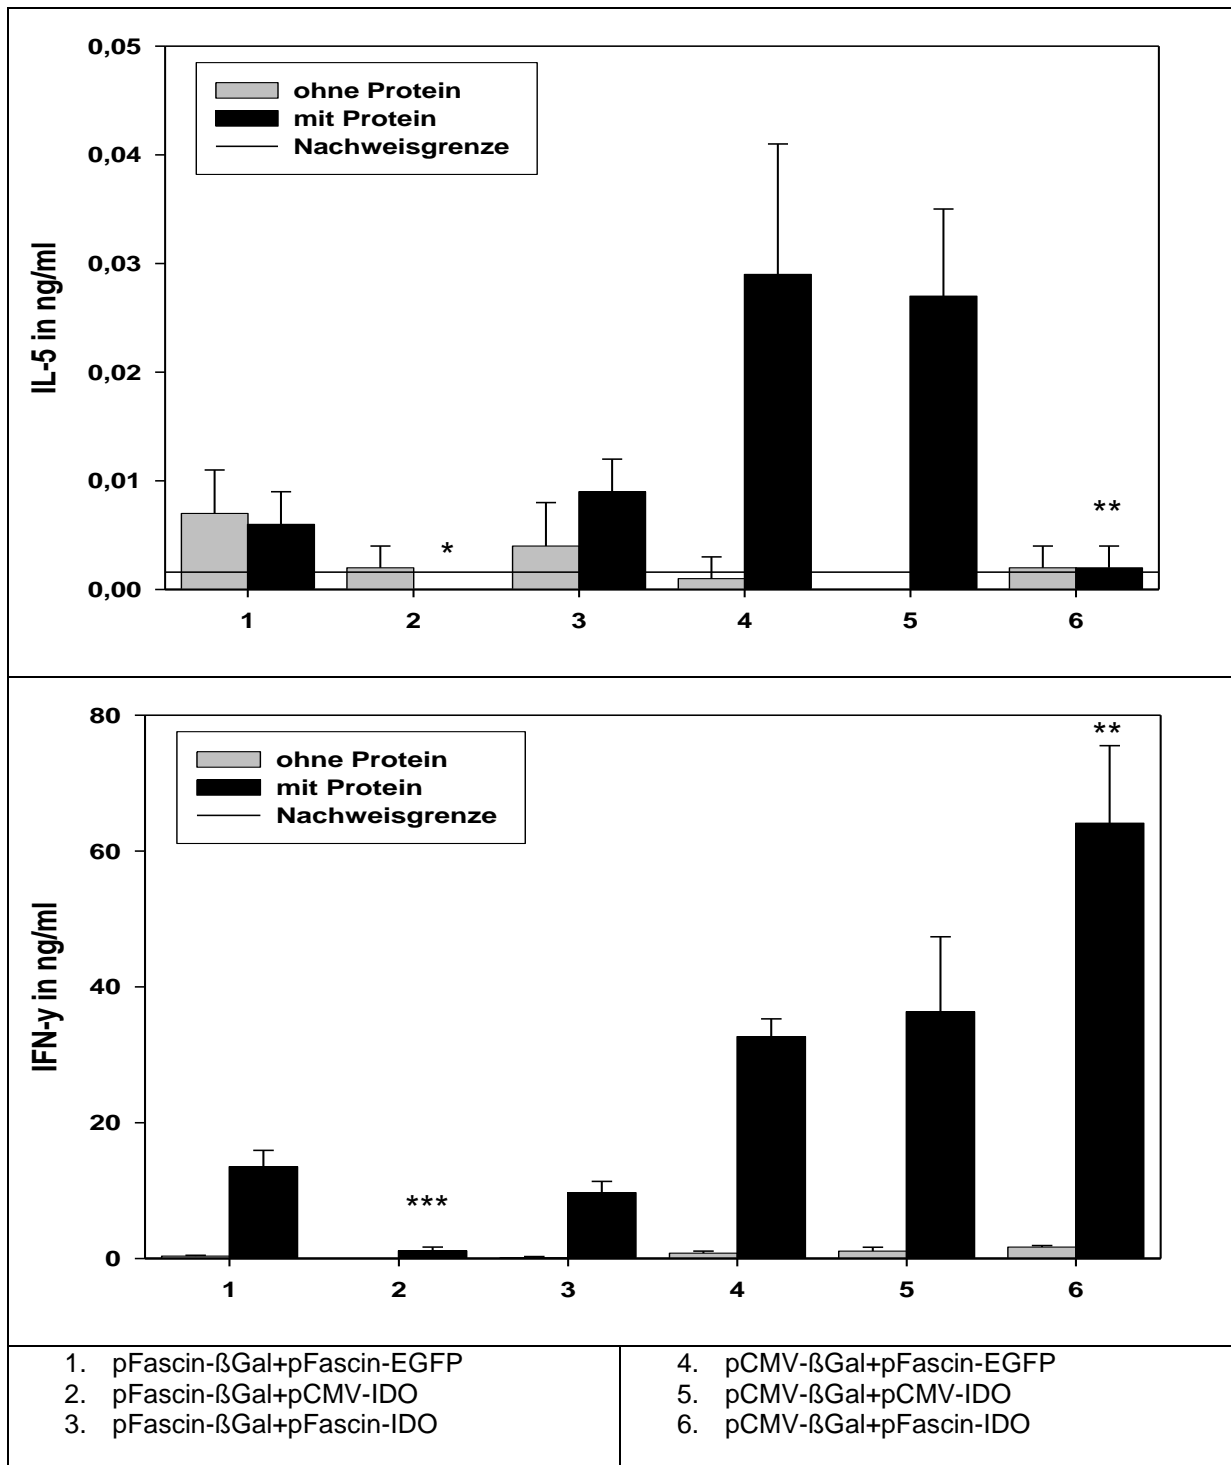 0,05
0,04
0,03
0,02
0,01
0,00
IL-5 in ng/ml
ohne Protein
mit Protein
Nachweisgrenze
*
**
1 2 3 4 5 6
80
60
40
20
0
IFN-y in ng/ml
ohne Protein
mit Protein
Nachweisgrenze
***
**
1 2 3 4 5 6
1. pFascin-ßGal+pFascin-EGFP
2. pFascin-ßGal+pCMV-IDO
3. pFascin-ßGal+pFascin-IDO
4. pCMV-ßGal+pFascin-EGFP
5. pCMV-ßGal+pCMV-IDO
6. pCMV-ßGal+pFascin-IDO